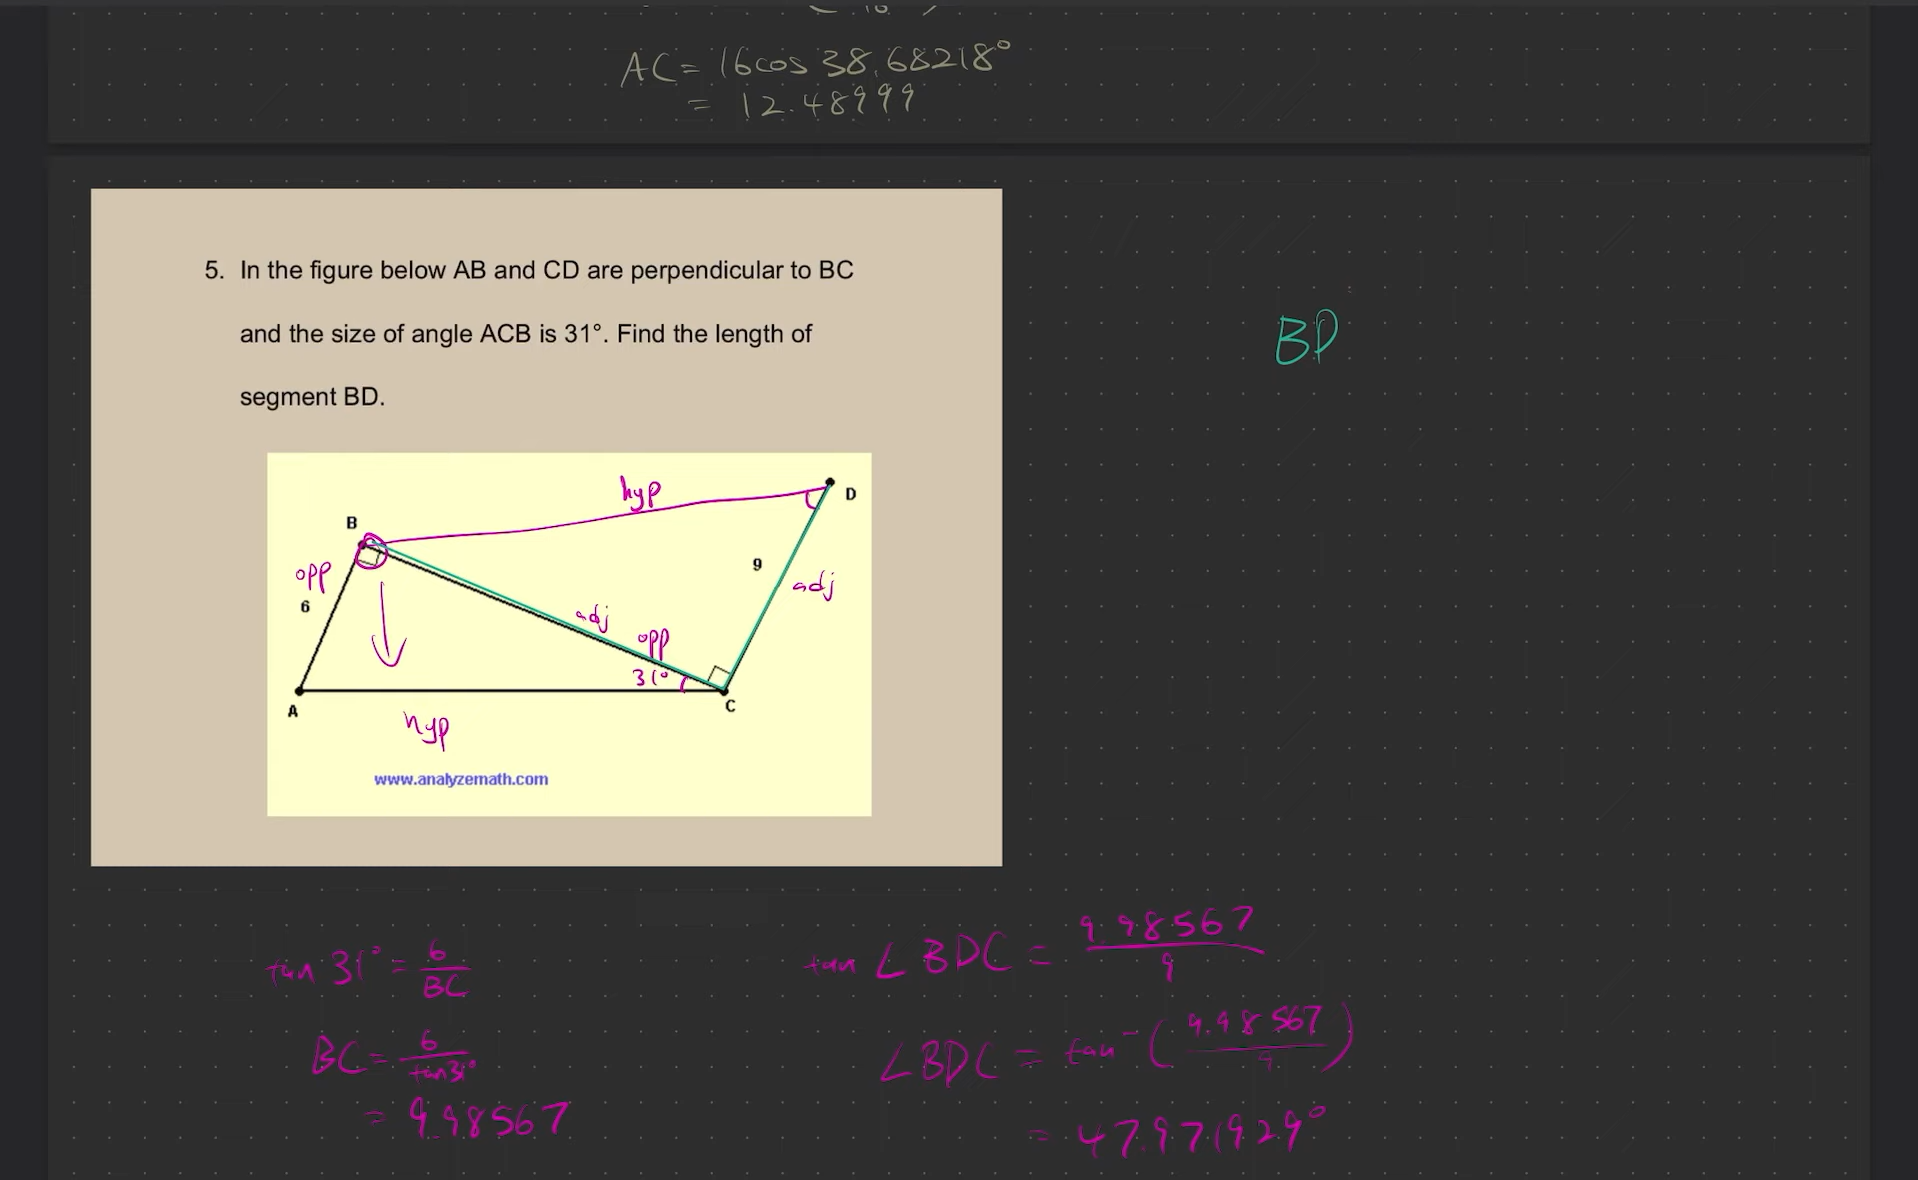 AC = 16cos 38.68218°
= 12.48999
5. In the figure below AB and CD are perpendicular to BC
and the size of angle ACB is 31°. Find the length of
segment BD.
BD
hyp
D
B
opp
6
9
adj
adj
opp
31°
A
C
hyp
www.analyzemath.com
tan 31° = 6/BC
BC = 6/tan31°
= 9.98567
tan ∠BDC = 9.98567/9
∠BDC = tan⁻(9.98567/9)
= 47.971929°